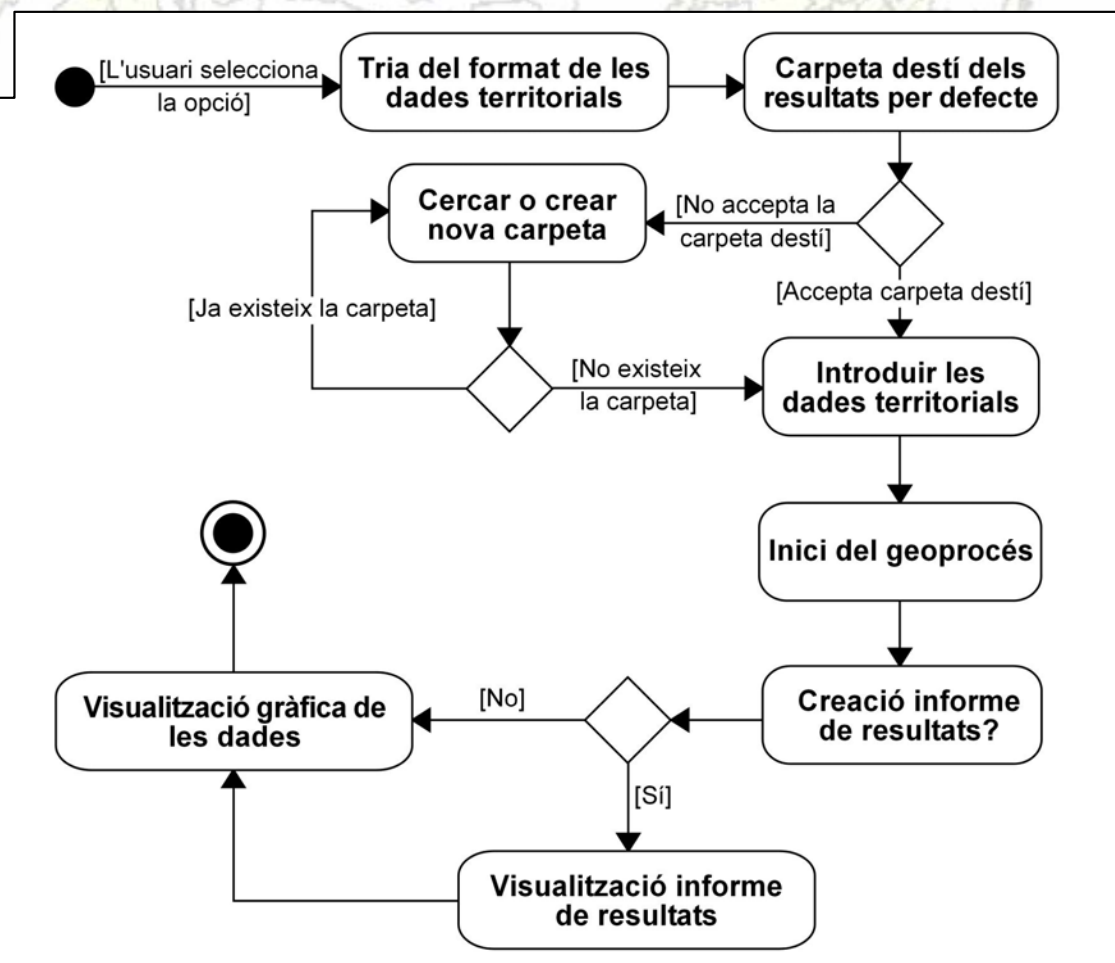 [L'usuari selecciona
la opció]
Tria del format de les
dades territorials
Carpeta destí dels
resultats per defecte
Cercar o crear
nova carpeta
[No accepta la
carpeta destí]
[Ja existeix la carpeta]
[Accepta carpeta destí]
[No existeix
la carpeta]
Introduir les
dades territorials
Inici del geoprocés
Creació informe
de resultats?
[No]
Visualització gràfica de
les dades
[Sí]
Visualització informe
de resultats